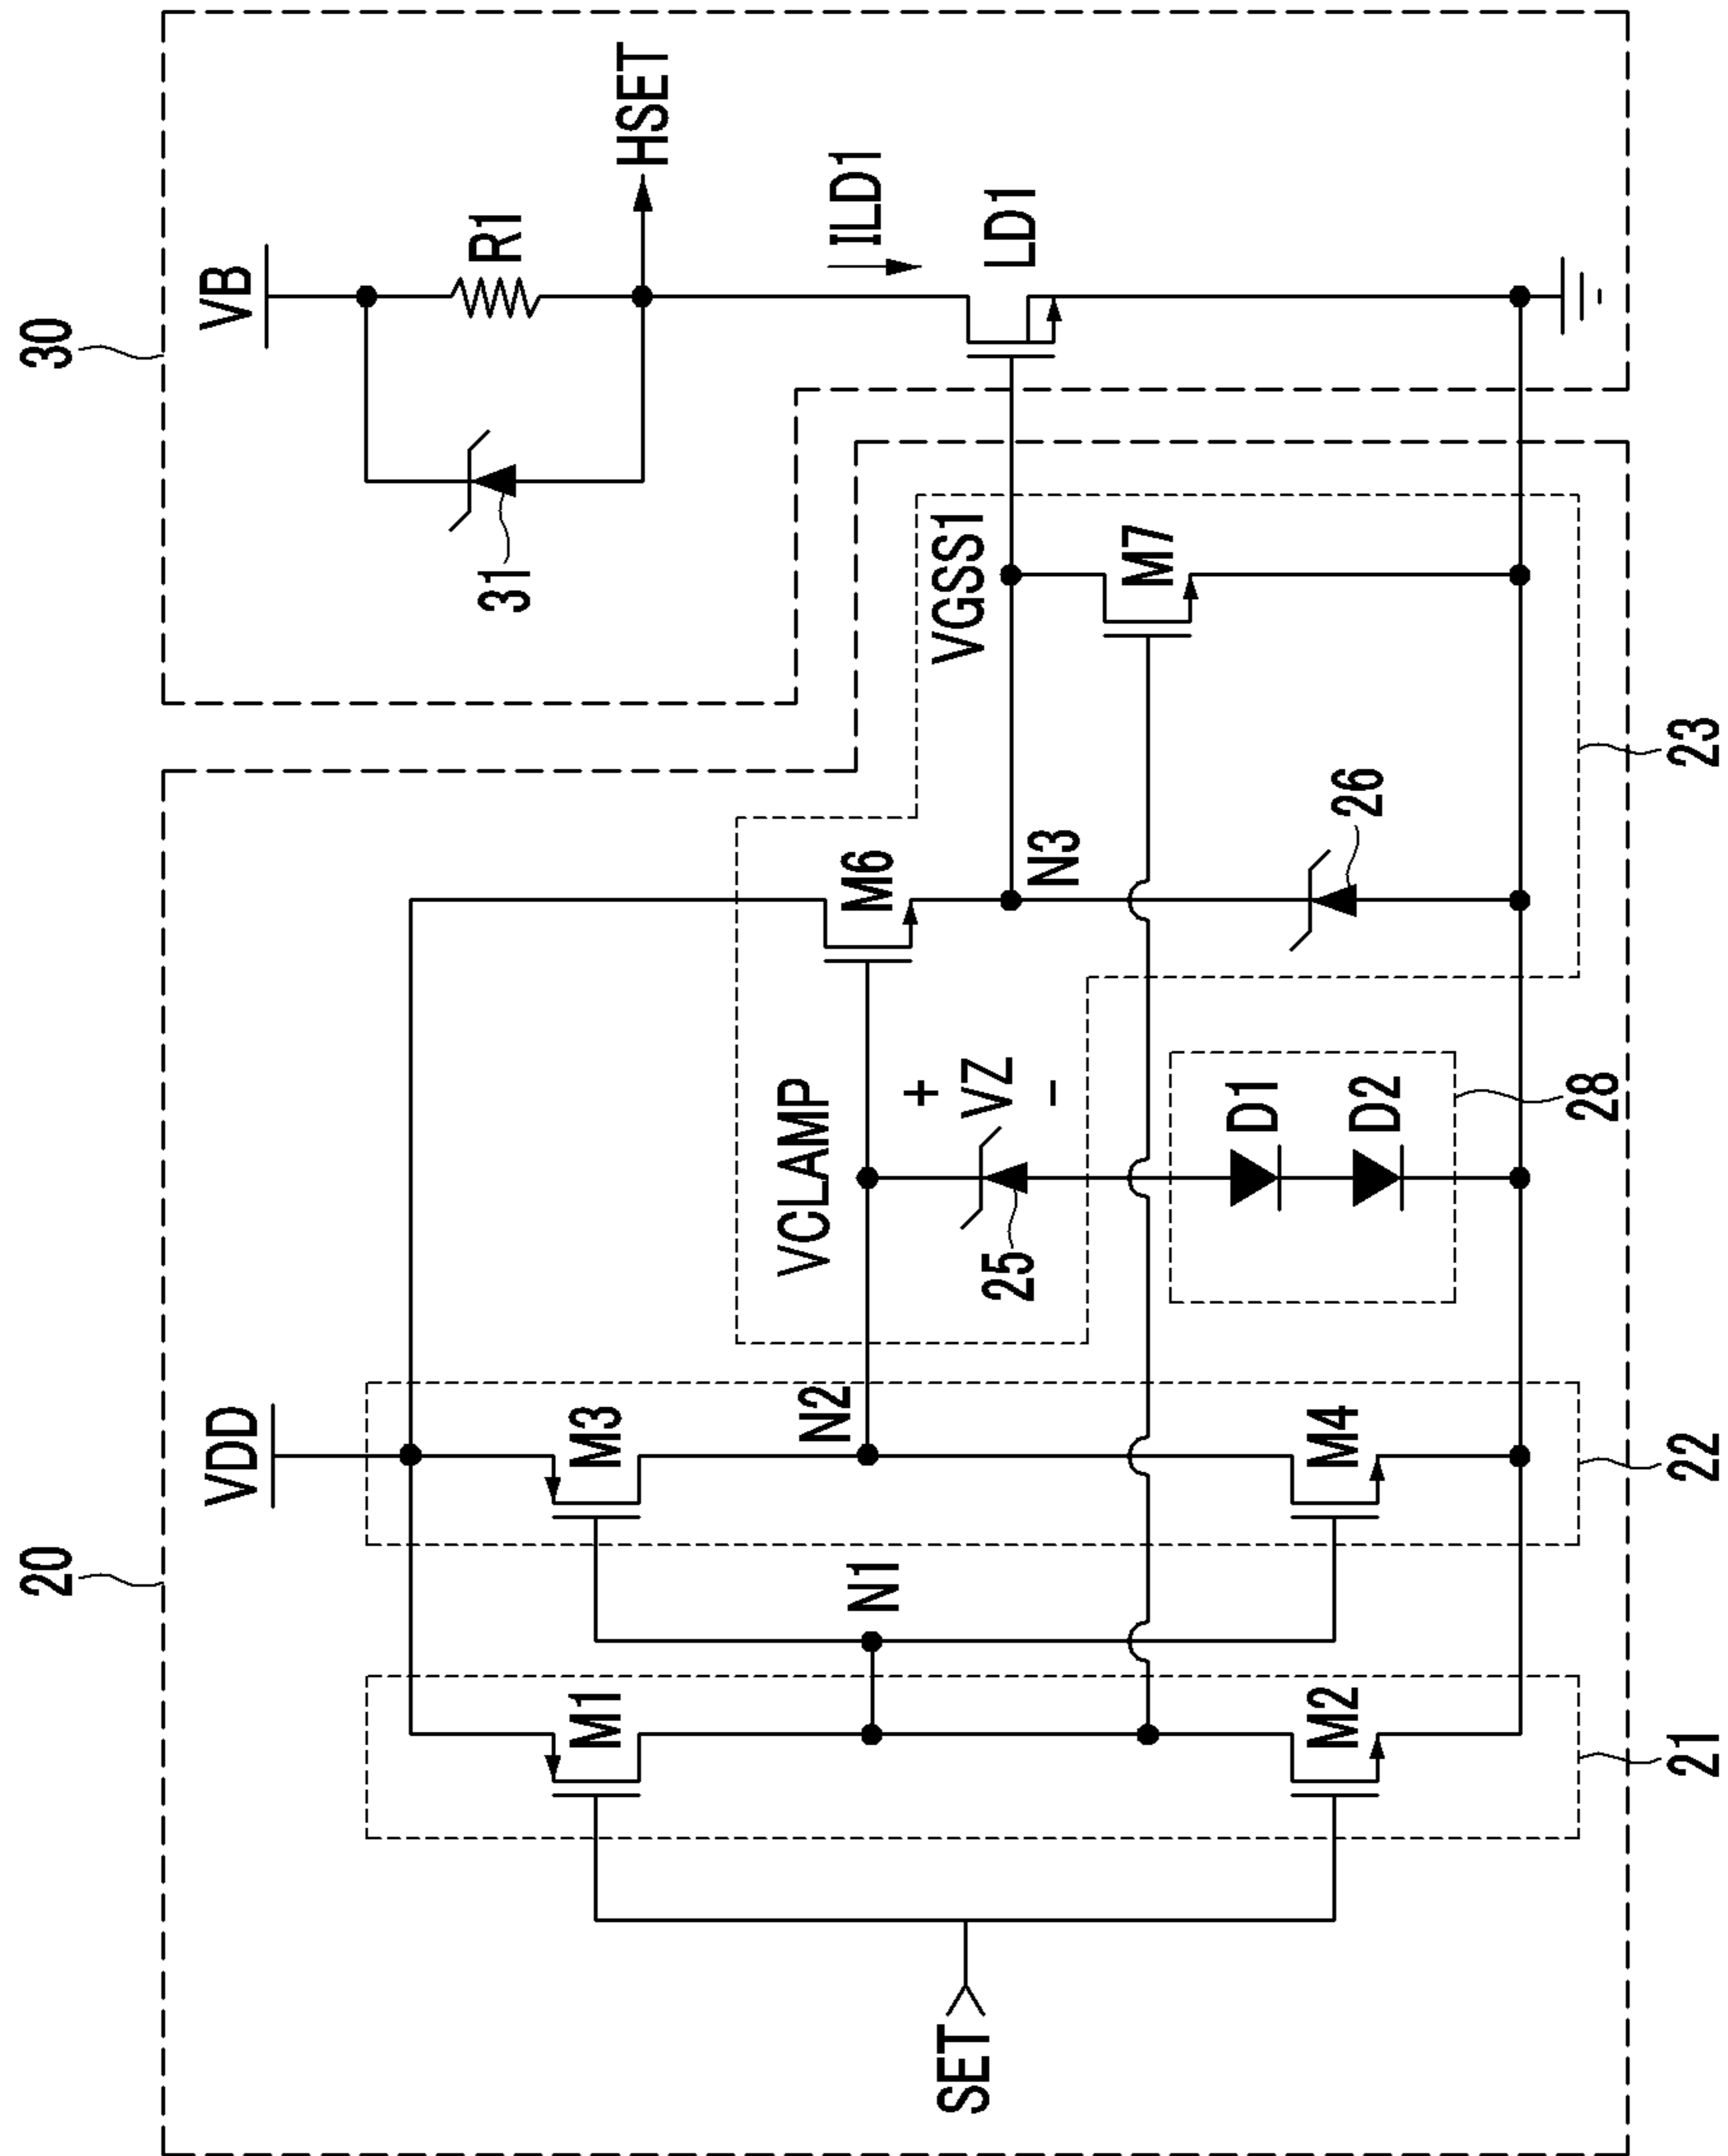 20
30
VDD
VB
R1
31
HSET
ILD1
LD1
M1
M3
N1
N2
VCLAMP
M6
VGSS1
N3
+
VZ
-
25
M7
SET
M2
M4
D1
D2
26
21
22
28
23